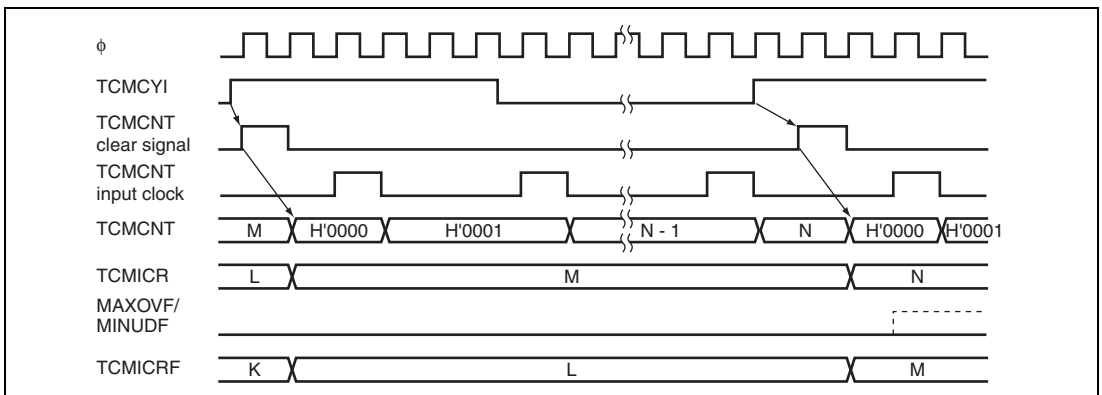 φ
TCMCYI
TCMCNT
clear signal
TCMCNT
input clock
TCMCNT M H'0000 H'0001 N - 1 N H'0000 H'0001
TCMICR L M N
MAXOVF/
MINUDF
TCMICRF K L M